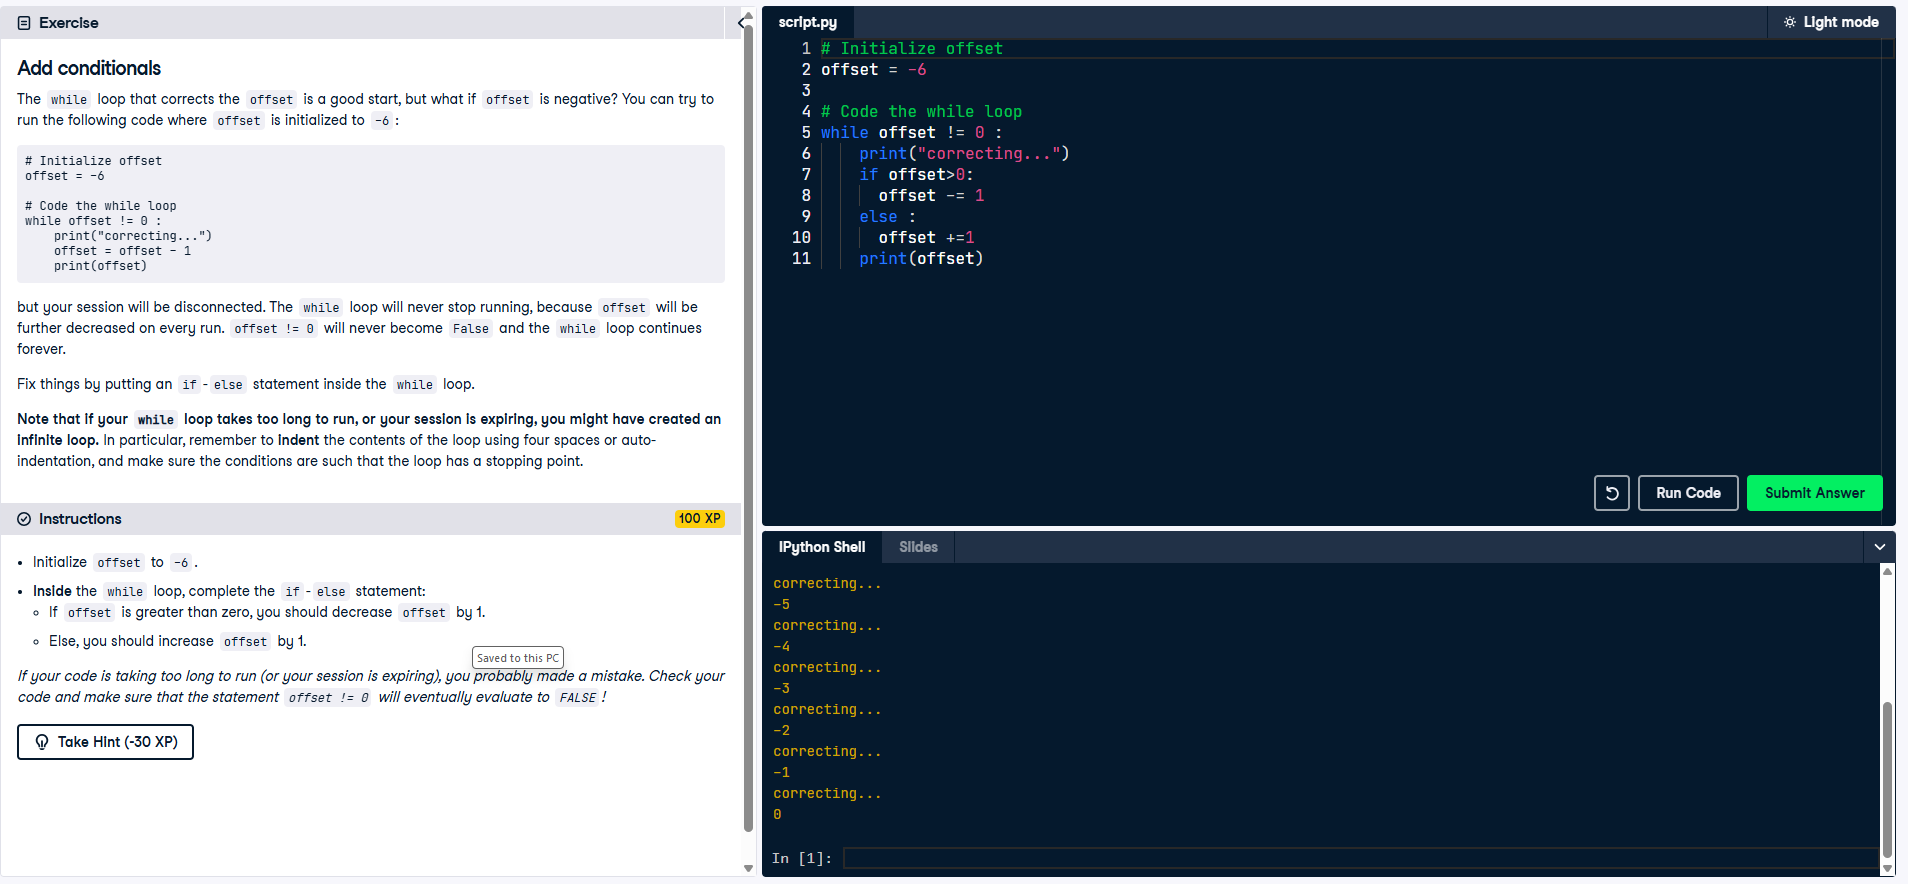 Exercise
Add conditionals
The while loop that corrects the offset is a good start, but what if offset is negative? You can try to
run the following code where offset is initialized to -6 :
# Initialize offset
offset = -6
# Code the while loop
while offset != 0 :
    print("correcting...")
    offset = offset - 1
    print(offset)
but your session will be disconnected. The while loop will never stop running, because offset will be
further decreased on every run. offset != 0 will never become False and the while loop continues
forever.
Fix things by putting an if - else statement inside the while loop.
Note that if your while loop takes too long to run, or your session is expiring, you might have created an
infinite loop. In particular, remember to indent the contents of the loop using four spaces or auto-
indentation, and make sure the conditions are such that the loop has a stopping point.
Instructions
100 XP
• Initialize offset to -6 .
• Inside the while loop, complete the if - else statement:
◦ If offset is greater than zero, you should decrease offset by 1.
◦ Else, you should increase offset by 1.
Saved to this PC
If your code is taking too long to run (or your session is expiring), you probably made a mistake. Check your
code and make sure that the statement offset != 0 will eventually evaluate to FALSE !
Take Hint (-30 XP)
script.py
Light mode
1 # Initialize offset
2 offset = -6
3
4 # Code the while loop
5 while offset != 0 :
6     print("correcting...")
7     if offset>0:
8       offset -= 1
9     else :
10       offset +=1
11     print(offset)
Run Code
Submit Answer
IPython Shell
Slides
correcting...
-5
correcting...
-4
correcting...
-3
correcting...
-2
correcting...
-1
correcting...
0
In [1]: